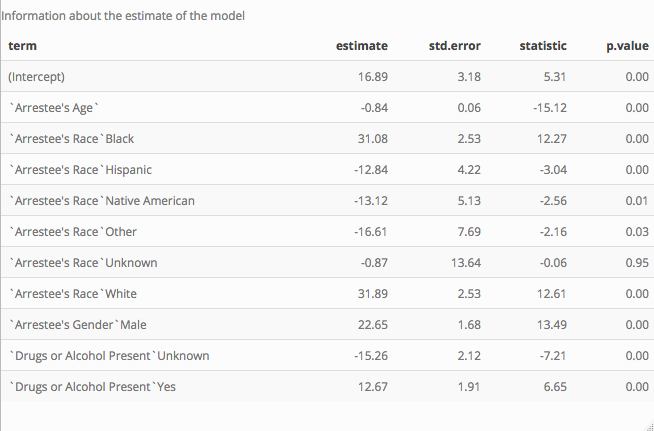 Information about the estimate of the model
term estimate std.error statistic p.value
(Intercept) 16.89 3.18 5.31 0.00
`Arrestee's Age` -0.84 0.06 -15.12 0.00
`Arrestee's Race`Black 31.08 2.53 12.27 0.00
`Arrestee's Race`Hispanic -12.84 4.22 -3.04 0.00
`Arrestee's Race`Native American -13.12 5.13 -2.56 0.01
`Arrestee's Race`Other -16.61 7.69 -2.16 0.03
`Arrestee's Race`Unknown -0.87 13.64 -0.06 0.95
`Arrestee's Race`White 31.89 2.53 12.61 0.00
`Arrestee's Gender`Male 22.65 1.68 13.49 0.00
`Drugs or Alcohol Present`Unknown -15.26 2.12 -7.21 0.00
`Drugs or Alcohol Present`Yes 12.67 1.91 6.65 0.00